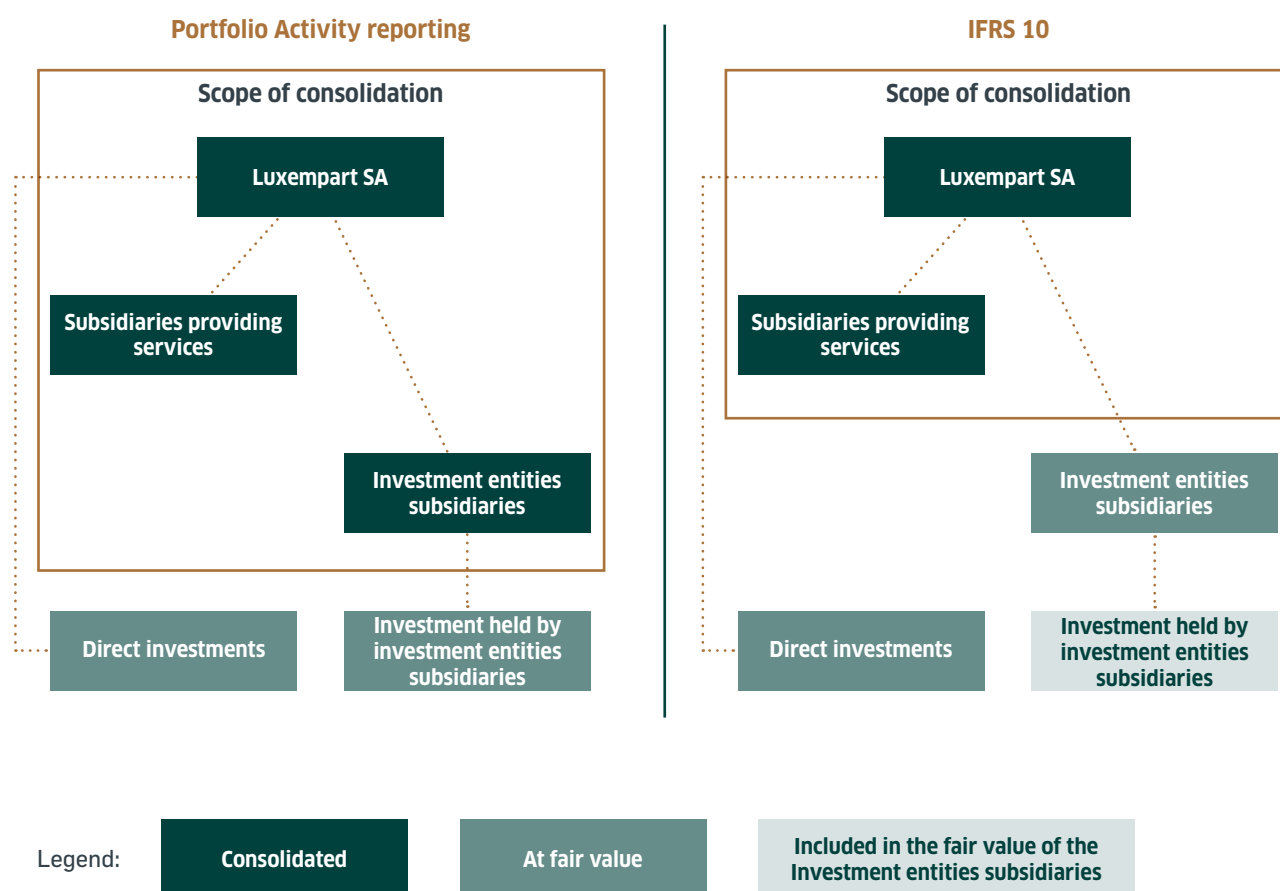 Portfolio Activity reporting
Scope of consolidation
Luxempart SA
Subsidiaries providing
services
Investment entities
subsidiaries
Direct investments
Investment held by
investment entities
subsidiaries
IFRS 10
Scope of consolidation
Luxempart SA
Subsidiaries providing
services
Investment entities
subsidiaries
Direct investments
Investment held by
investment entities
subsidiaries
Legend:
Consolidated
At fair value
Included in the fair value of the
Investment entities subsidiaries